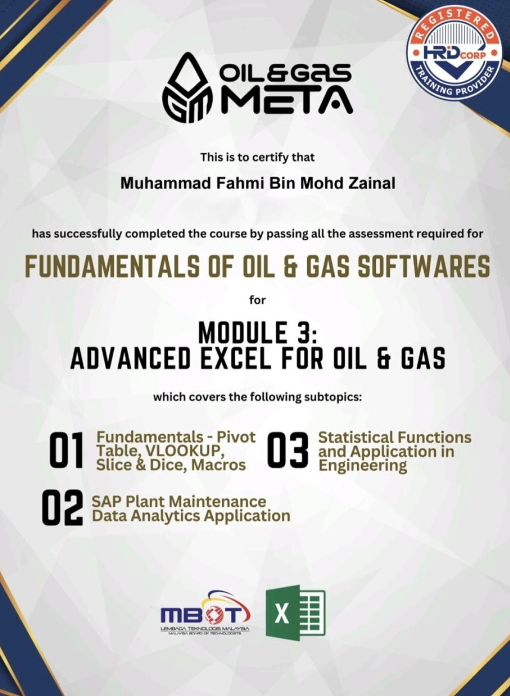 REGISTERED
HRD CORP
TRAINING PROVIDER
OIL & GAS
OGM META
This is to certify that
Muhammad Fahmi Bin Mohd Zainal
has successfully completed the course by passing all the assessment required for
FUNDAMENTALS OF OIL & GAS SOFTWARES
for
MODULE 3:
ADVANCED EXCEL FOR OIL & GAS
which covers the following subtopics:
01 Fundamentals - Pivot
Table, VLOOKUP,
Slice & Dice, Macros
03 Statistical Functions
and Application in
Engineering
02 SAP Plant Maintenance
Data Analytics Application
MBOT
LEMBAGA TEKNOLOGIS MALAYSIA
MALAYSIA BOARD OF TECHNOLOGISTS
X